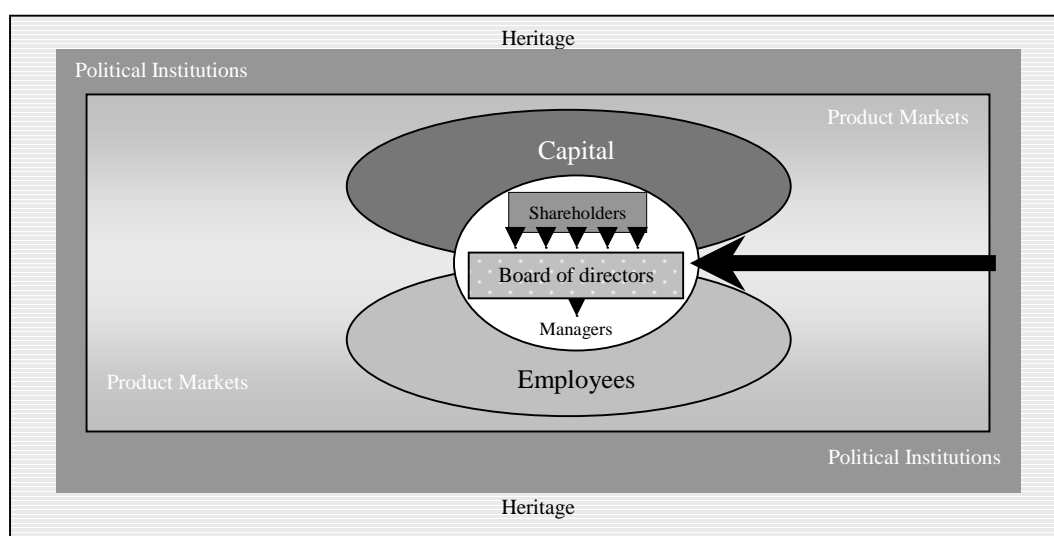 Heritage
Political Institutions
Product Markets
Capital
Shareholders
Board of directors
Managers
Employees
Product Markets
Political Institutions
Heritage